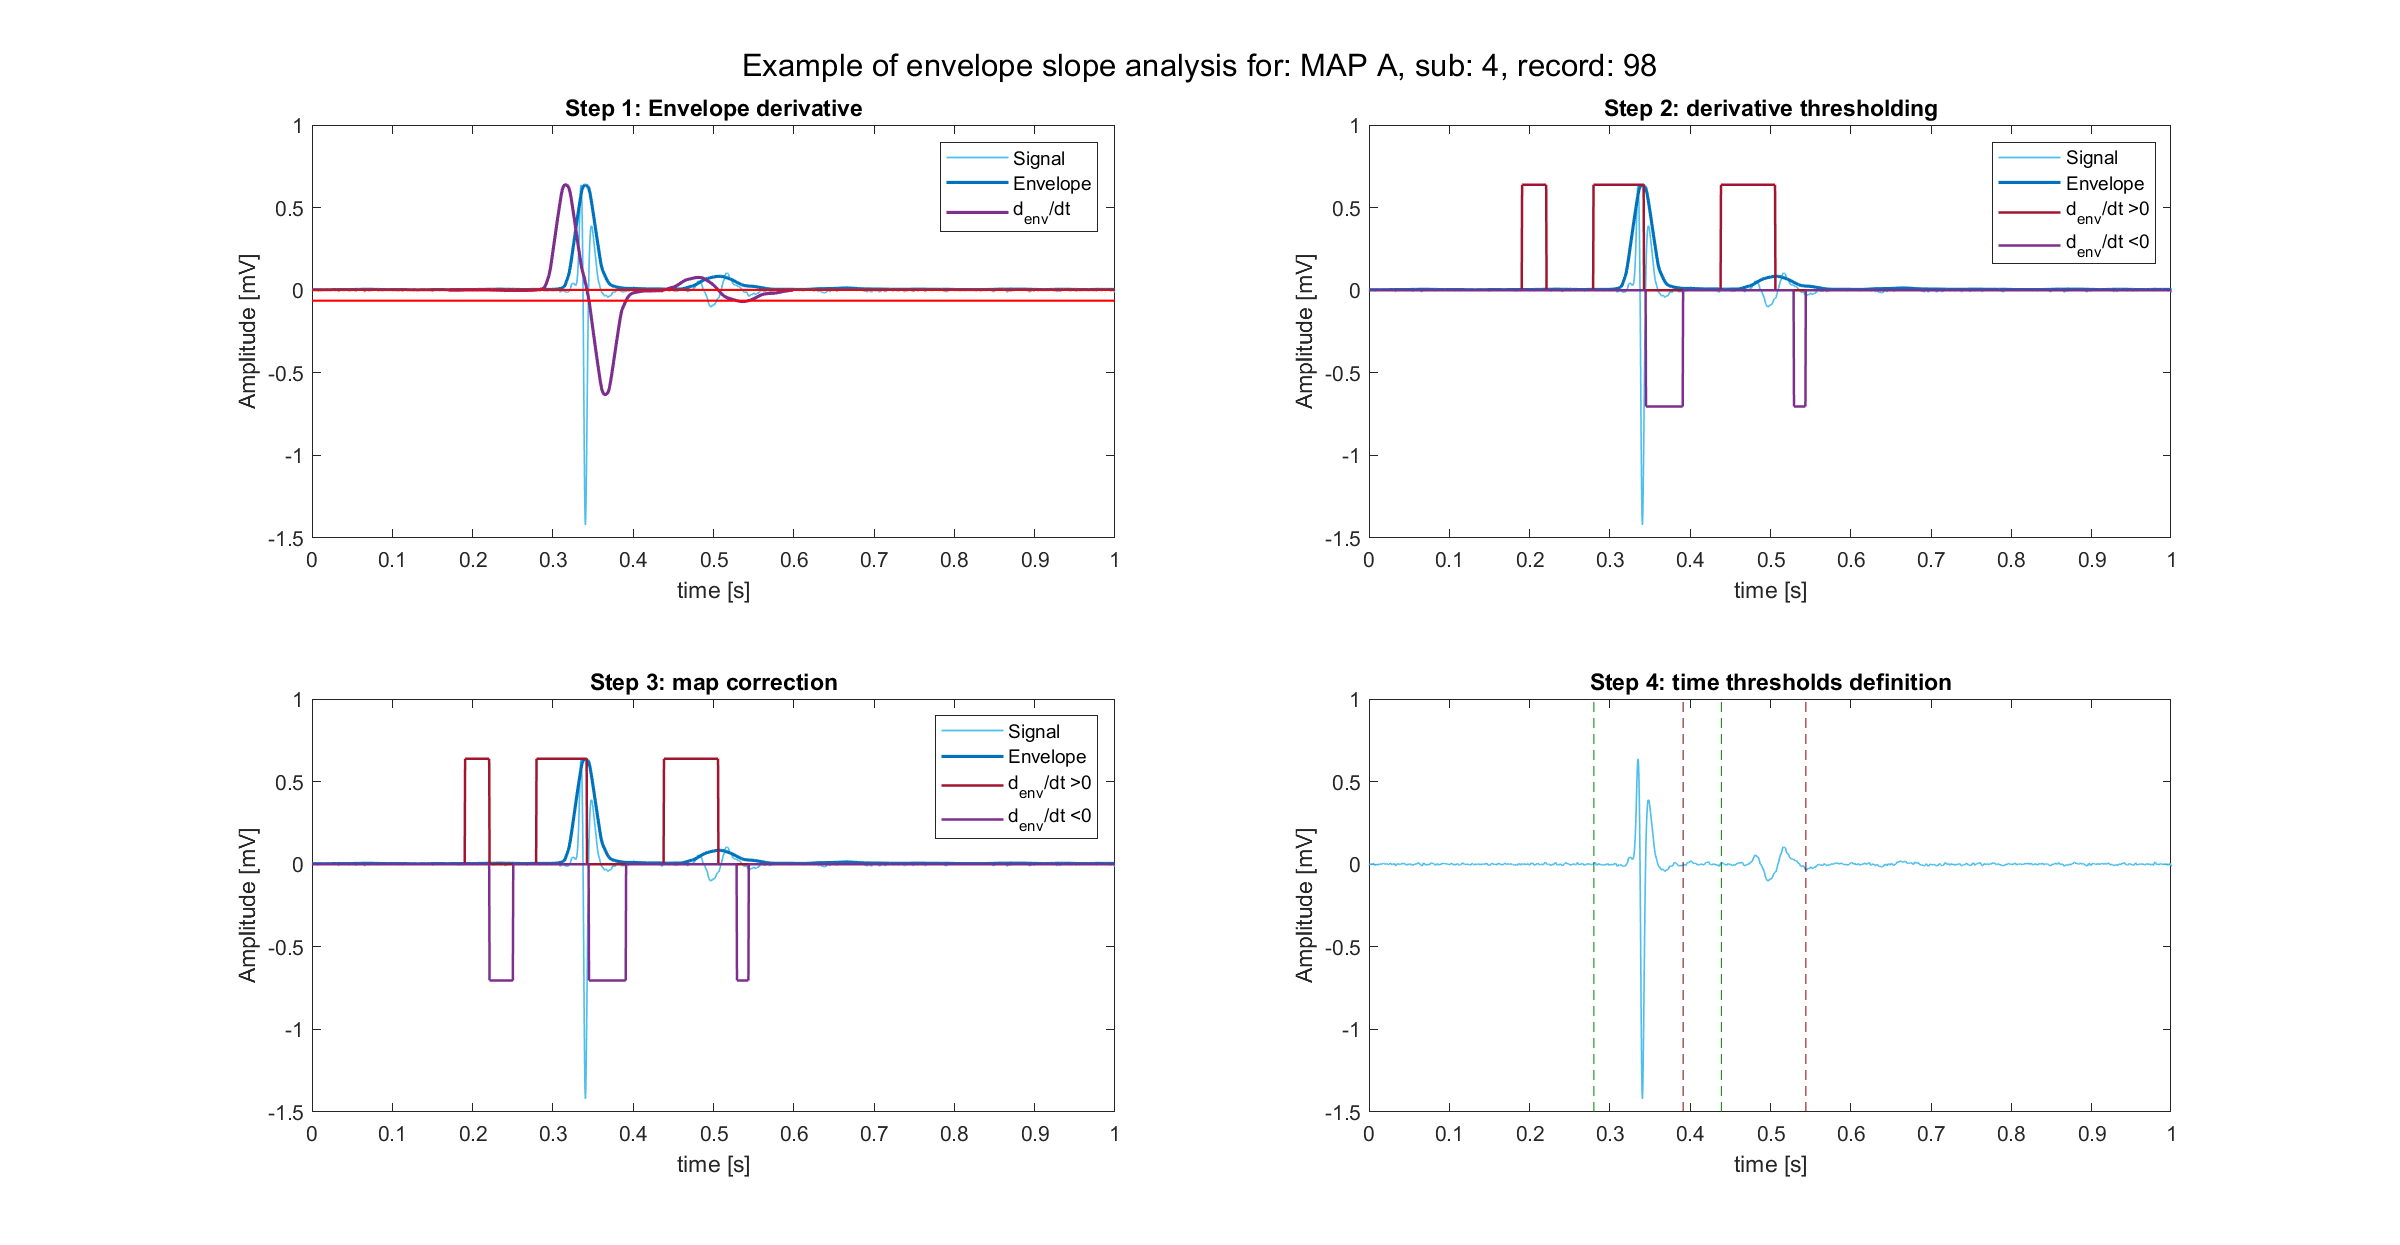 Example of envelope slope analysis for: MAP A, sub: 4, record: 98
Step 1: Envelope derivative
1
0.5
0
-0.5
-1
-1.5
Amplitude [mV]
Signal
Envelope
d_env/dt
0 0.1 0.2 0.3 0.4 0.5 0.6 0.7 0.8 0.9 1
time [s]
Step 2: derivative thresholding
1
0.5
0
-0.5
-1
-1.5
Amplitude [mV]
Signal
Envelope
d_env/dt >0
d_env/dt <0
0 0.1 0.2 0.3 0.4 0.5 0.6 0.7 0.8 0.9 1
time [s]
Step 3: map correction
1
0.5
0
-0.5
-1
-1.5
Amplitude [mV]
Signal
Envelope
d_env/dt >0
d_env/dt <0
0 0.1 0.2 0.3 0.4 0.5 0.6 0.7 0.8 0.9 1
time [s]
Step 4: time thresholds definition
1
0.5
0
-0.5
-1
-1.5
Amplitude [mV]
0 0.1 0.2 0.3 0.4 0.5 0.6 0.7 0.8 0.9 1
time [s]